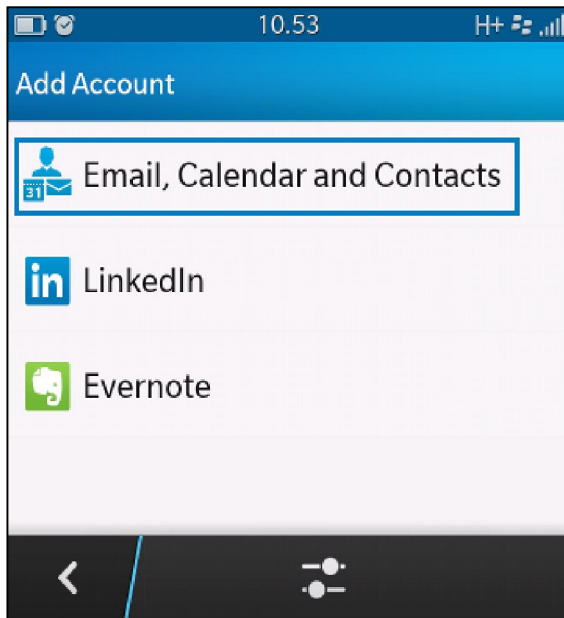 10.53 H+
Add Account
31 Email, Calendar and Contacts
in LinkedIn
Evernote